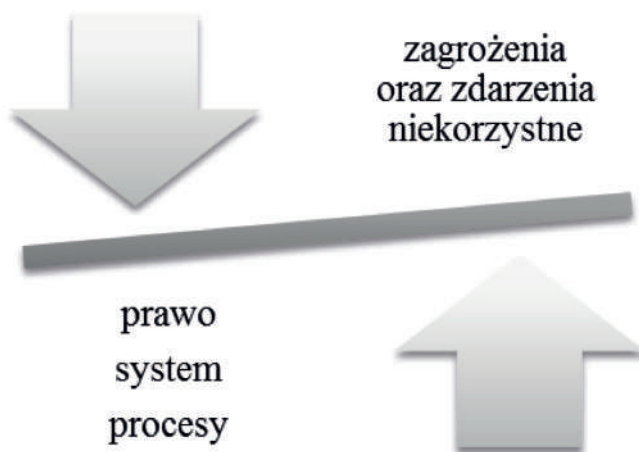 zagrożenia
oraz zdarzenia
niekorzystne
prawo
system
procesy